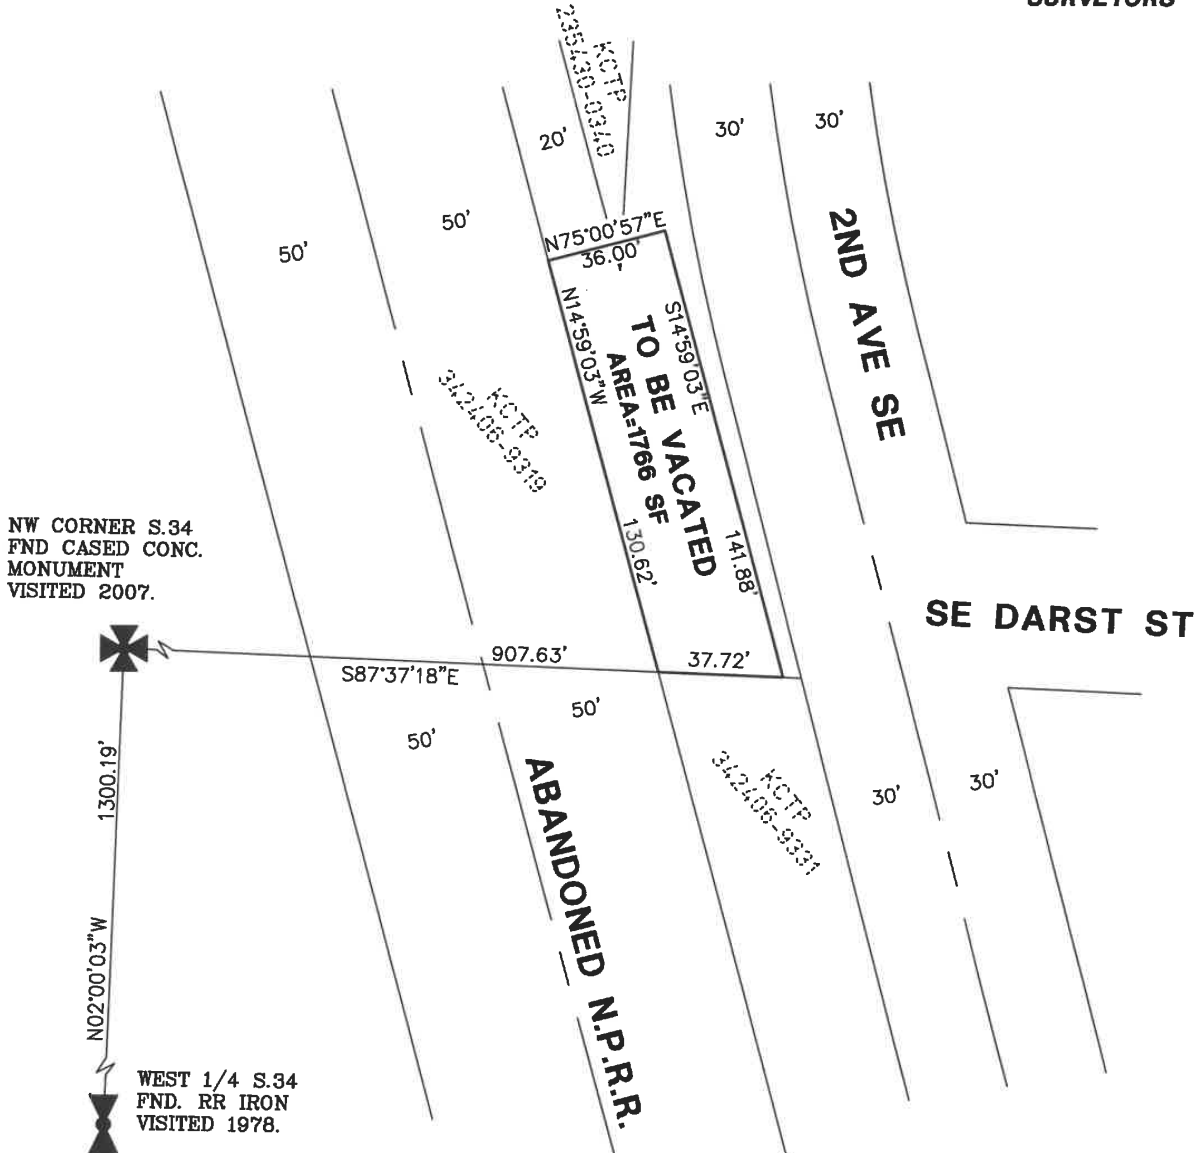 SURVEYORS
KCTP
235430-0340
20'
30'
30'
50'
50'
N75°00'57"E
36.00'
'
2ND AVE SE
N14°59'03"W
S14°59'03"E
TO BE VACATED
AREA=1766 SF
KCTP
342406-9319
130.62'
141.88'
NW CORNER S.34
FND CASED CONC.
MONUMENT
VISITED 2007.
SE DARST ST
907.63'
37.72'
S87°37'18"E
50'
50'
1300.19'
ABANDONED N.P.R.R.
KCTP
342406-9331
30'
30'
N02°00'03"W
WEST 1/4 S.34
FND. RR IRON
VISITED 1978.